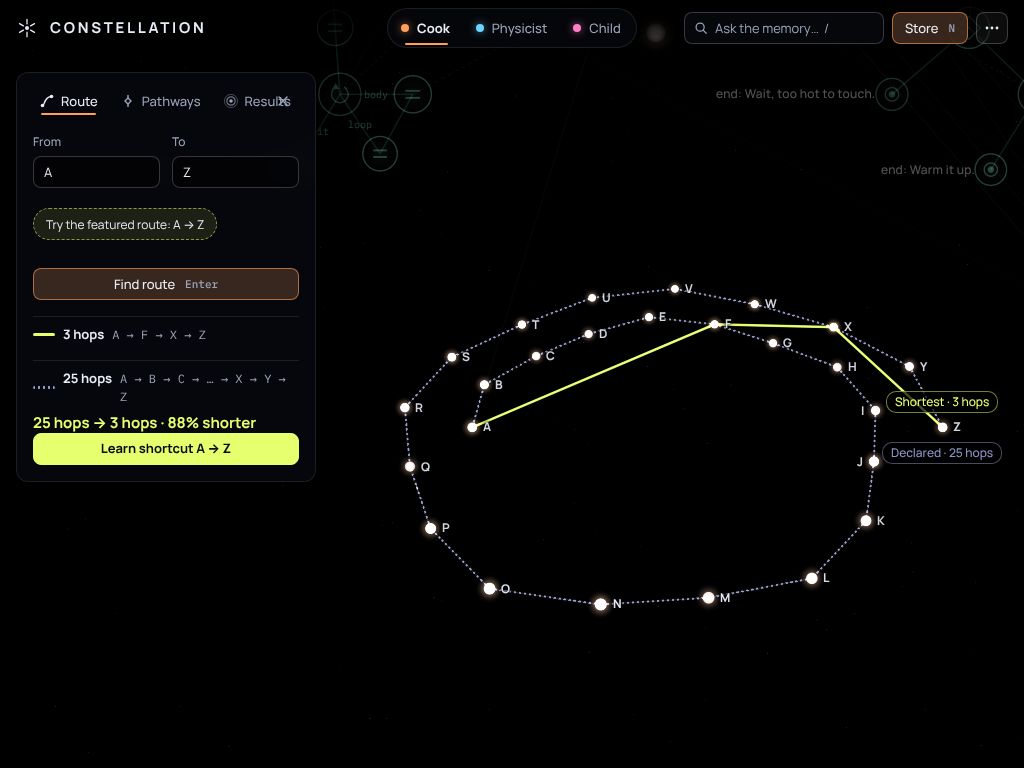 CONSTELLATION
Cook
Physicist
Child
Ask the memory… /
Store N
Route
Pathways
Results
From
To
A
Z
Try the featured route: A → Z
Find route Enter
3 hops A → F → X → Z
25 hops A → B → C → … → X → Y →
Z
25 hops → 3 hops · 88% shorter
Learn shortcut A → Z
body
loop
it
end: Wait, too hot to touch.
end: Warm it up.
V
U
W
E
T
F
X
D
G
S
C
Y
H
B
Shortest · 3 hops
R
I
A
Z
Declared · 25 hops
J
Q
K
P
L
O
M
N